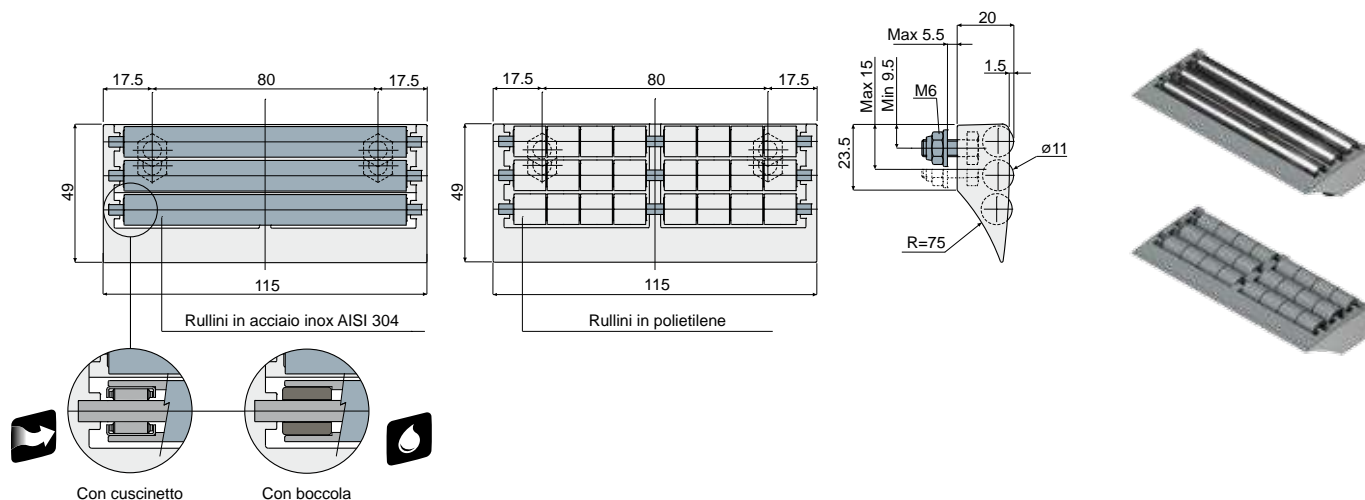 17.5
80
17.5
49
115
Rullini in acciaio inox AISI 304
Con cuscinetto
Con boccola
17.5
80
17.5
49
115
Rullini in polietilene
20
Max 5.5
1.5
Max 15
Min 9.5
M6
23.5
ø11
R=75